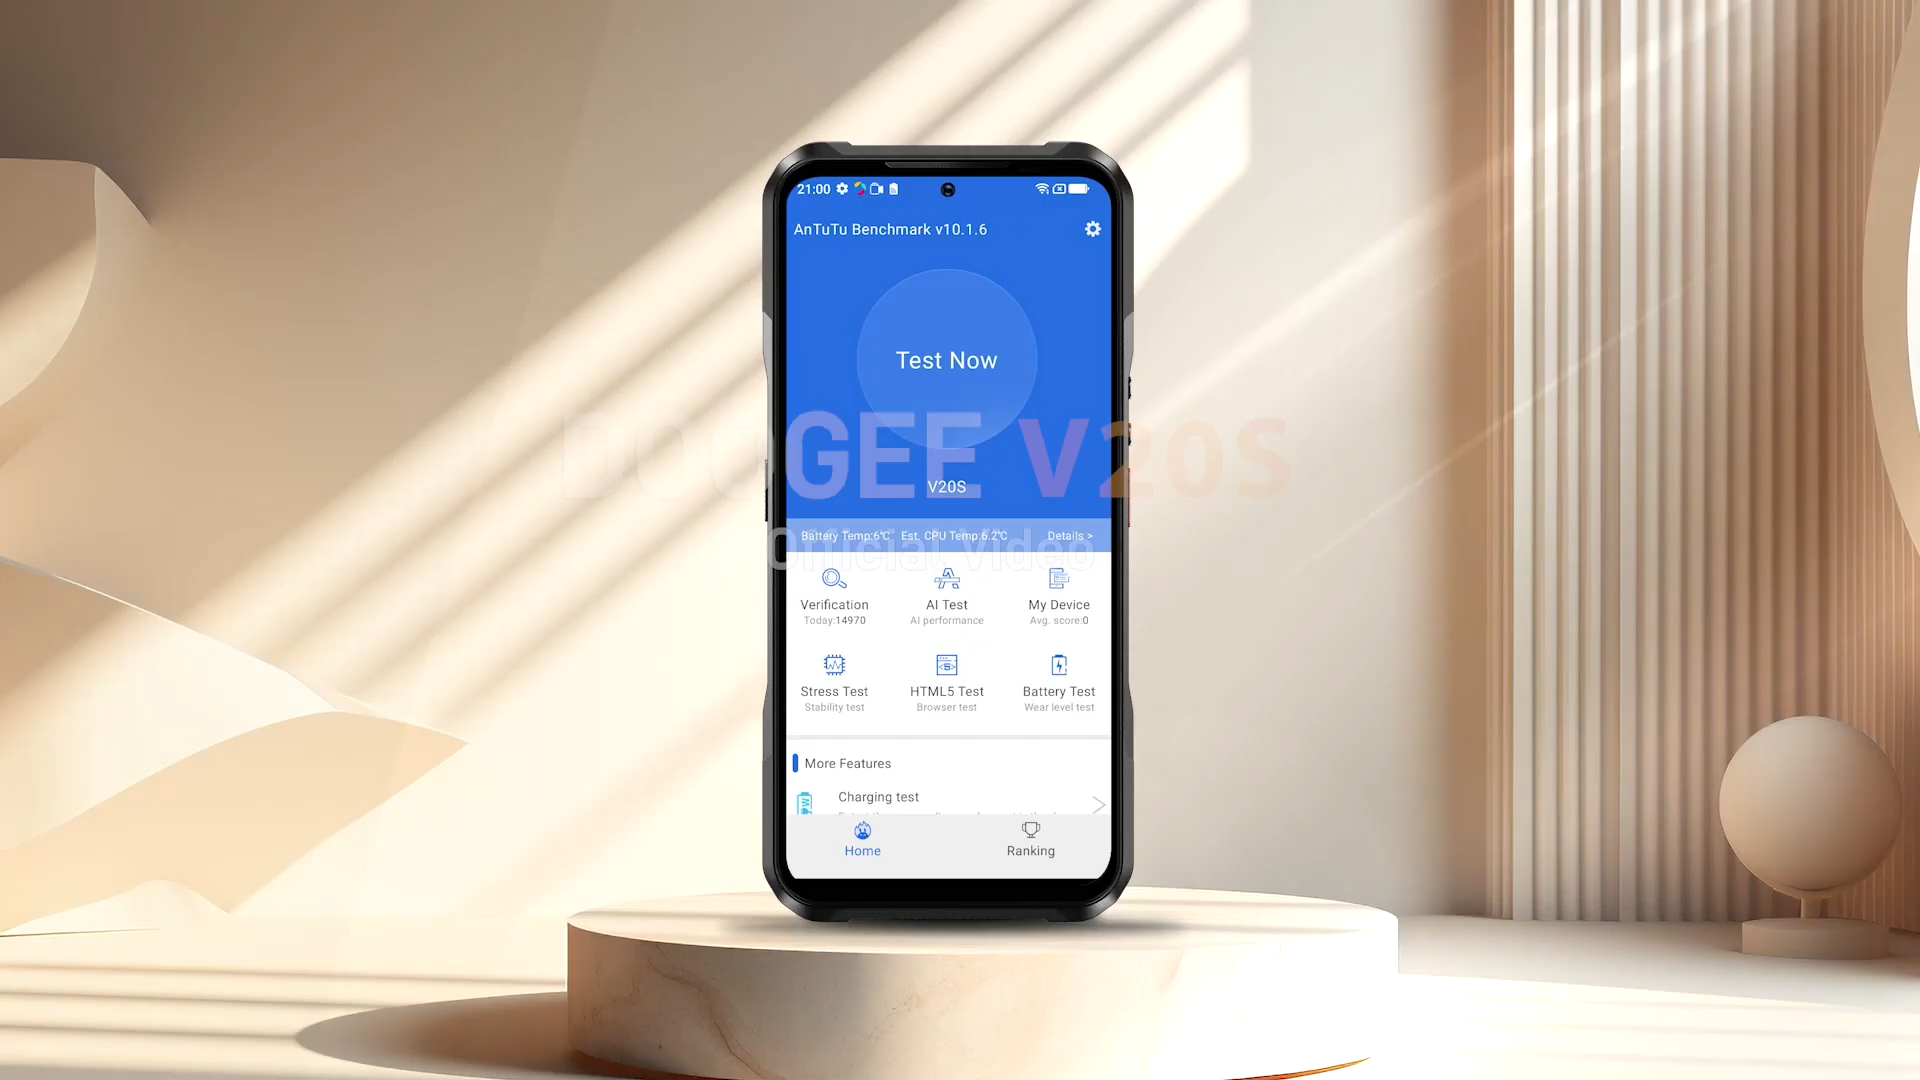 21:00
AnTuTu Benchmark v10.1.6
Test Now
DOOGEE V20S
V20S
Official Video
Battery Temp:6℃ Est. CPU Temp:6.2℃ Details >
Verification AI Test My Device
Today:14970 AI performance Avg. score:0
Stress Test HTML5 Test Battery Test
Stability test Browser test Wear level test
More Features
Charging test
Home Ranking